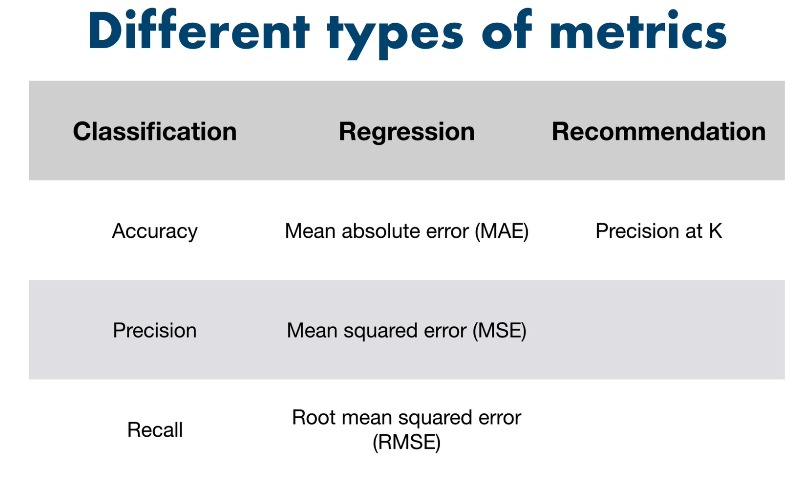 Different types of metrics
Classification Regression Recommendation
Accuracy Mean absolute error (MAE) Precision at K
Precision Mean squared error (MSE)
Recall Root mean squared error
(RMSE)